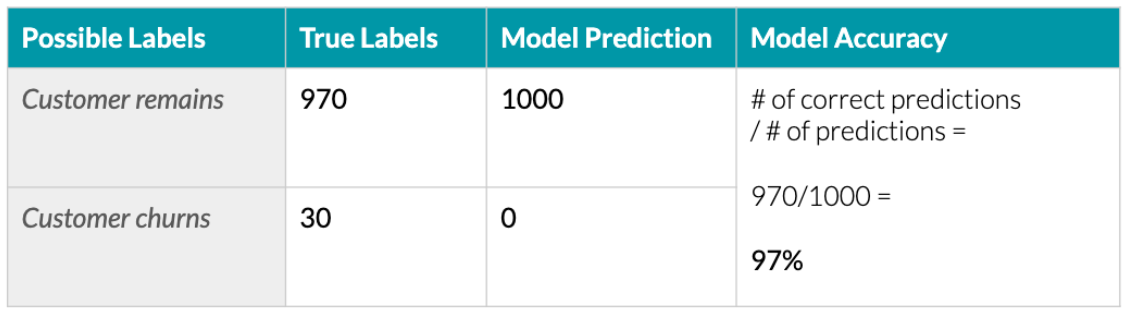 Possible Labels True Labels Model Prediction Model Accuracy
Customer remains 970 1000 # of correct predictions
/ # of predictions =
970/1000 =
Customer churns 30 0
97%